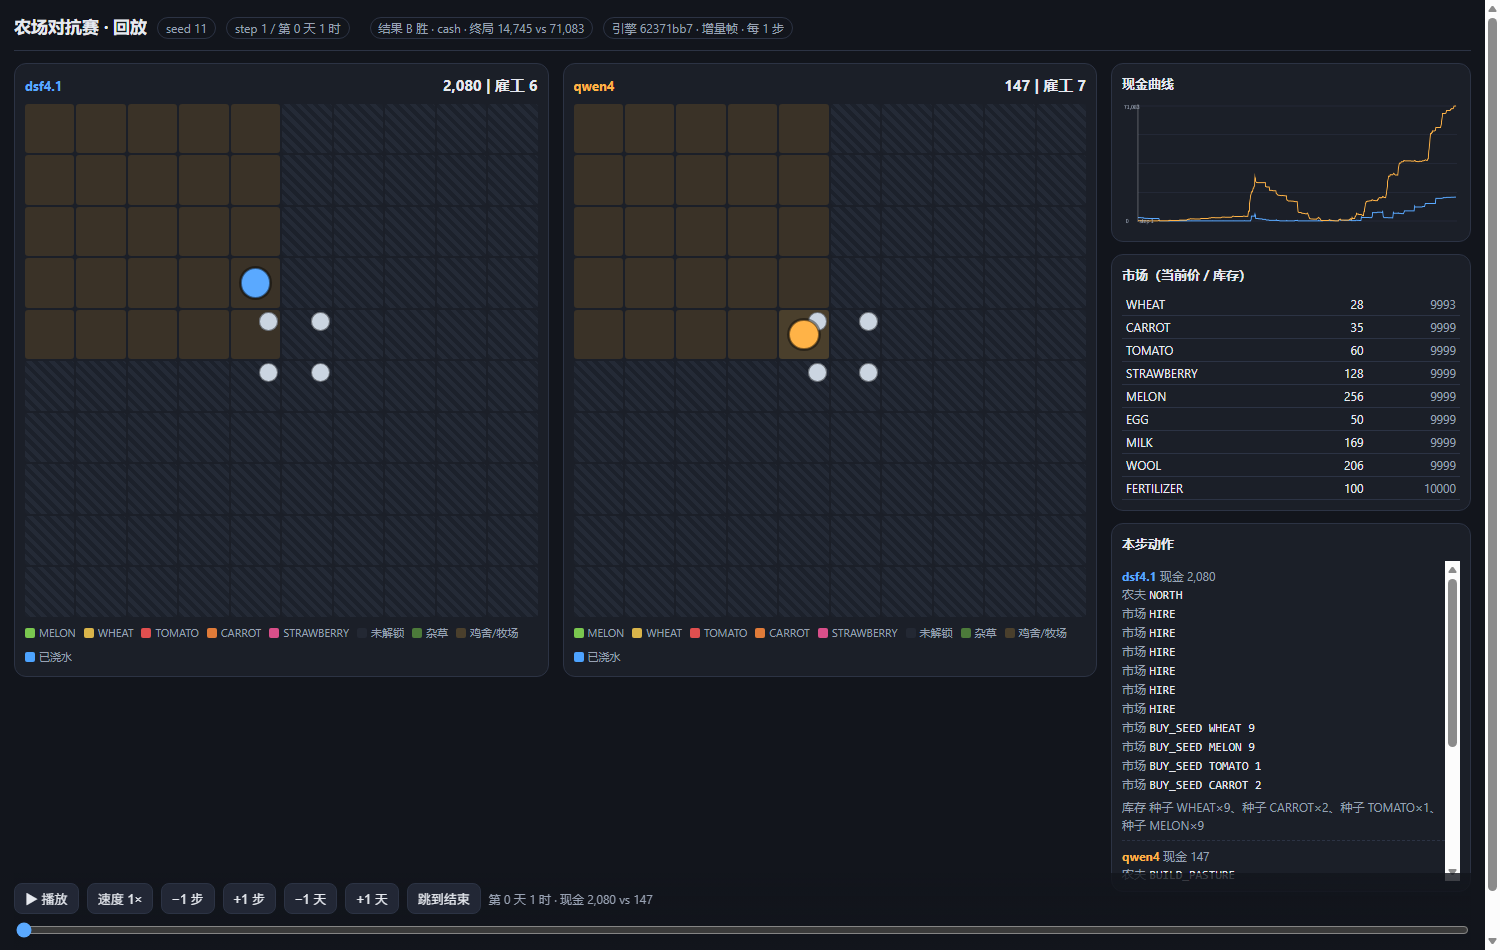 农场对抗赛 · 回放
seed 11
step 1 / 第 0 天 1 时
结果 B 胜 · cash · 终局 14,745 vs 71,083
引擎 62371bb7 · 增量帧 · 每 1 步
dsf4.1
2,080 | 雇工 6
MELON WHEAT TOMATO CARROT STRAWBERRY 未解锁 杂草 鸡舍/牧场
已浇水
qwen4
147 | 雇工 7
MELON WHEAT TOMATO CARROT STRAWBERRY 未解锁 杂草 鸡舍/牧场
已浇水
现金曲线
0
市场（当前价 / 库存）
WHEAT 28 9993
CARROT 35 9999
TOMATO 60 9999
STRAWBERRY 128 9999
MELON 256 9999
EGG 50 9999
MILK 169 9999
WOOL 206 9999
FERTILIZER 100 10000
本步动作
dsf4.1 现金 2,080
农夫 NORTH
市场 HIRE
市场 HIRE
市场 HIRE
市场 HIRE
市场 HIRE
市场 HIRE
市场 BUY_SEED WHEAT 9
市场 BUY_SEED MELON 9
市场 BUY_SEED TOMATO 1
市场 BUY_SEED CARROT 2
库存 种子 WHEAT×9、种子 CARROT×2、种子 TOMATO×1、
种子 MELON×9
qwen4 现金 147
农夫 BUILD_PASTURE
▶ 播放
速度 1×
−1 步
+1 步
−1 天
+1 天
跳到结束
第 0 天 1 时 · 现金 2,080 vs 147